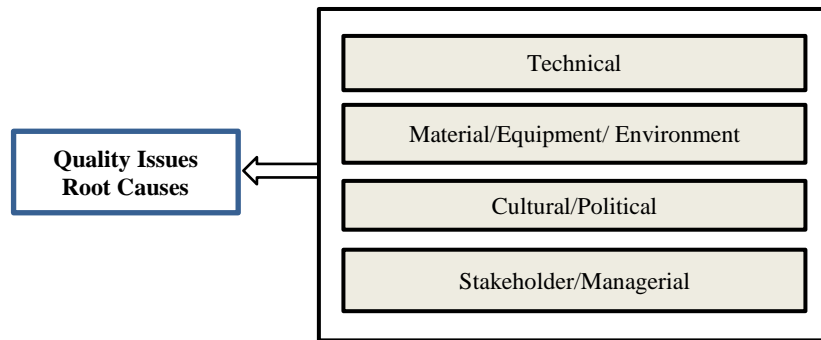 Quality Issues
Root Causes
Technical
Material/Equipment/ Environment
Cultural/Political
Stakeholder/Managerial